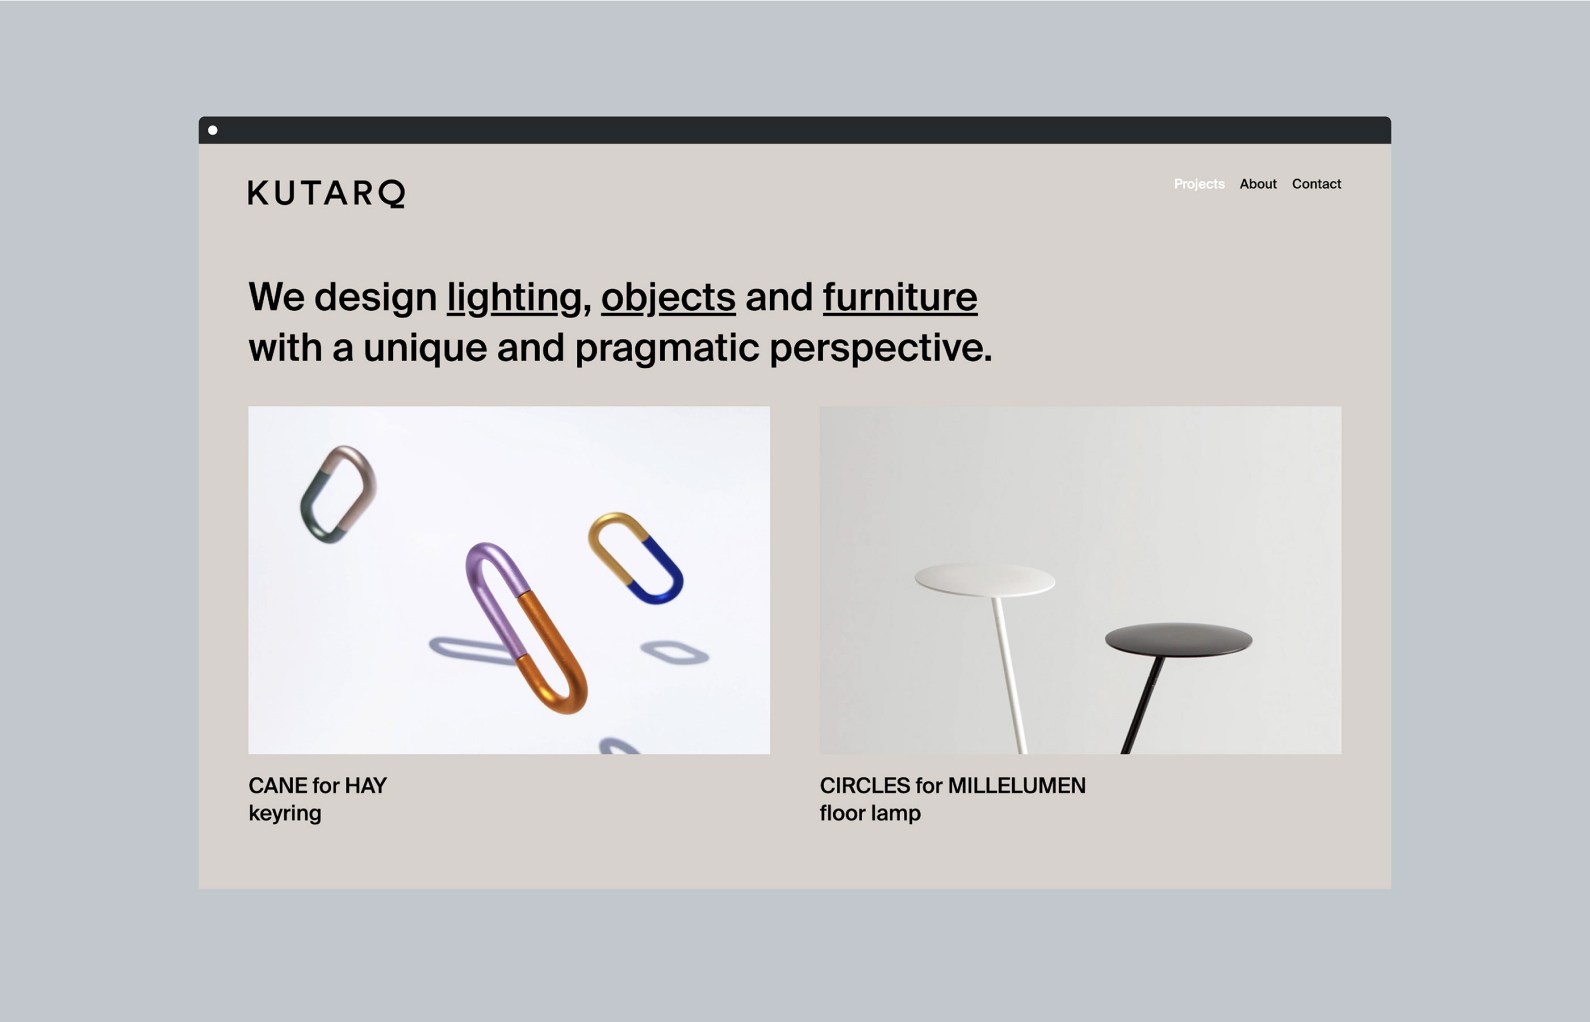 KUTARQ
Projects About Contact
We design lighting, objects and furniture
with a unique and pragmatic perspective.
CANE for HAY
keyring
CIRCLES for MILLELUMEN
floor lamp